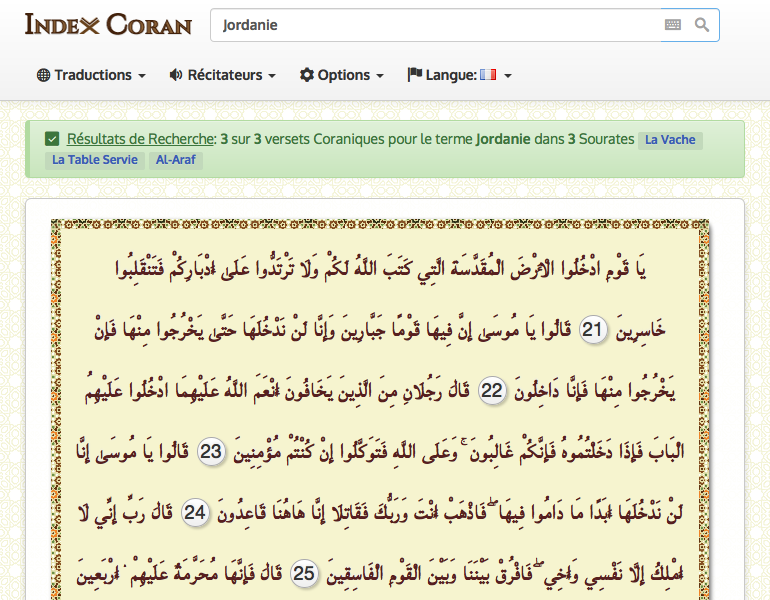 INDEX CORAN
Jordanie
Traductions Récitateurs Options Langue:
Résultats de Recherche: 3 sur 3 versets Coraniques pour le terme Jordanie dans 3 Sourates La Vache
La Table Servie Al-Araf
يَا قَوْمِ ادْخُلُوا الْأَرْضَ الْمُقَدَّسَةَ الَّتِي كَتَبَ اللَّهُ لَكُمْ وَلَا تَرْتَدُّوا عَلَىٰ أَدْبَارِكُمْ فَتَنْقَلِبُوا
خَاسِرِينَ 21 قَالُوا يَا مُوسَىٰ إِنَّ فِيهَا قَوْمًا جَبَّارِينَ وَإِنَّا لَنْ نَدْخُلَهَا حَتَّىٰ يَخْرُجُوا مِنْهَا فَإِنْ
يَخْرُجُوا مِنْهَا فَإِنَّا دَاخِلُونَ 22 قَالَ رَجُلَانِ مِنَ الَّذِينَ يَخَافُونَ أَنْعَمَ اللَّهُ عَلَيْهِمَا ادْخُلُوا عَلَيْهِمُ
الْبَابَ فَإِذَا دَخَلْتُمُوهُ فَإِنَّكُمْ غَالِبُونَ ۚ وَعَلَى اللَّهِ فَتَوَكَّلُوا إِنْ كُنْتُمْ مُؤْمِنِينَ 23 قَالُوا يَا مُوسَىٰ إِنَّا
لَنْ نَدْخُلَهَا أَبَدًا مَا دَامُوا فِيهَا ۖ فَاذْهَبْ أَنْتَ وَرَبُّكَ فَقَاتِلَا إِنَّا هَاهُنَا قَاعِدُونَ 24 قَالَ رَبِّ إِنِّي لَا
أَمْلِكُ إِلَّا نَفْسِي وَأَخِي ۖ فَافْرُقْ بَيْنَنَا وَبَيْنَ الْقَوْمِ الْفَاسِقِينَ 25 قَالَ فَإِنَّهَا مُحَرَّمَةٌ عَلَيْهِمْ ۛ أَرْبَعِينَ